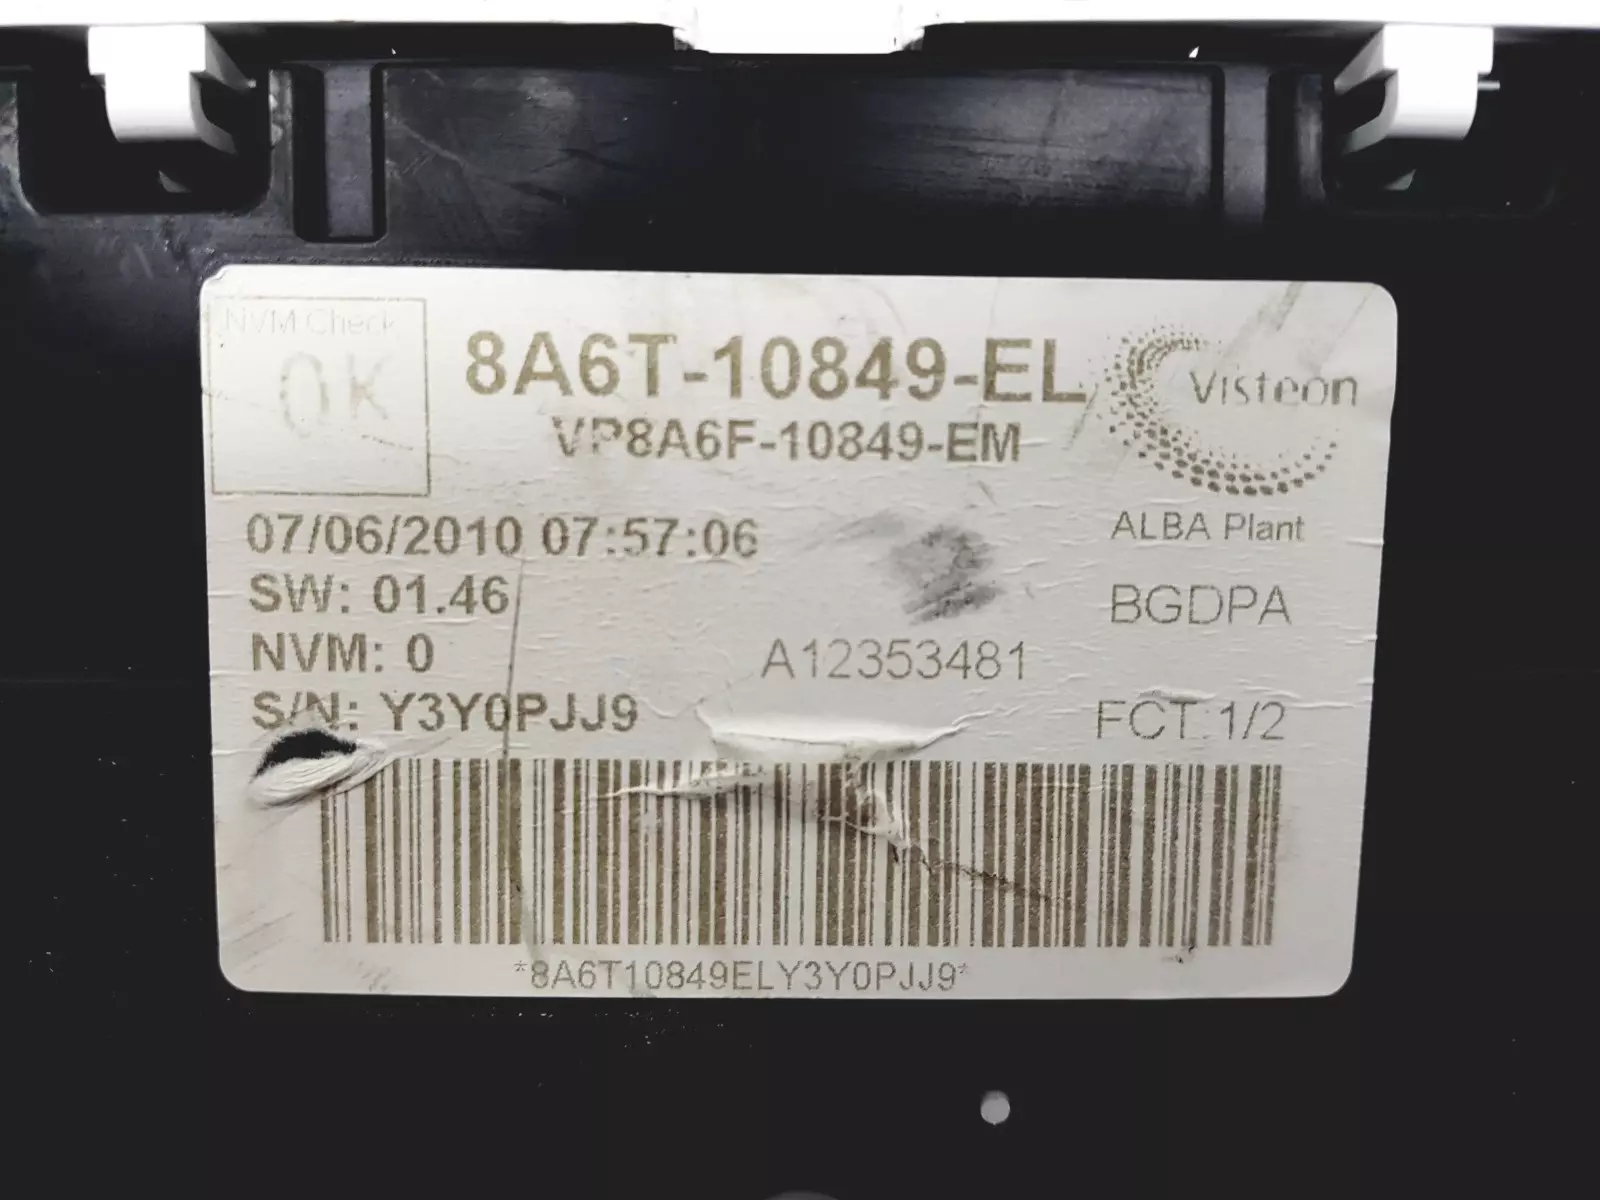 NVM Check
OK
8A6T-10849-EL
VP8A6F-10849-EM
Visteon
07/06/2010 07:57:06
ALBA Plant
SW: 01.46
BGDPA
NVM: 0
A12353481
S/N: Y3Y0PJJ9
FCT:1/2
*8A6T10849ELY3Y0PJJ9*